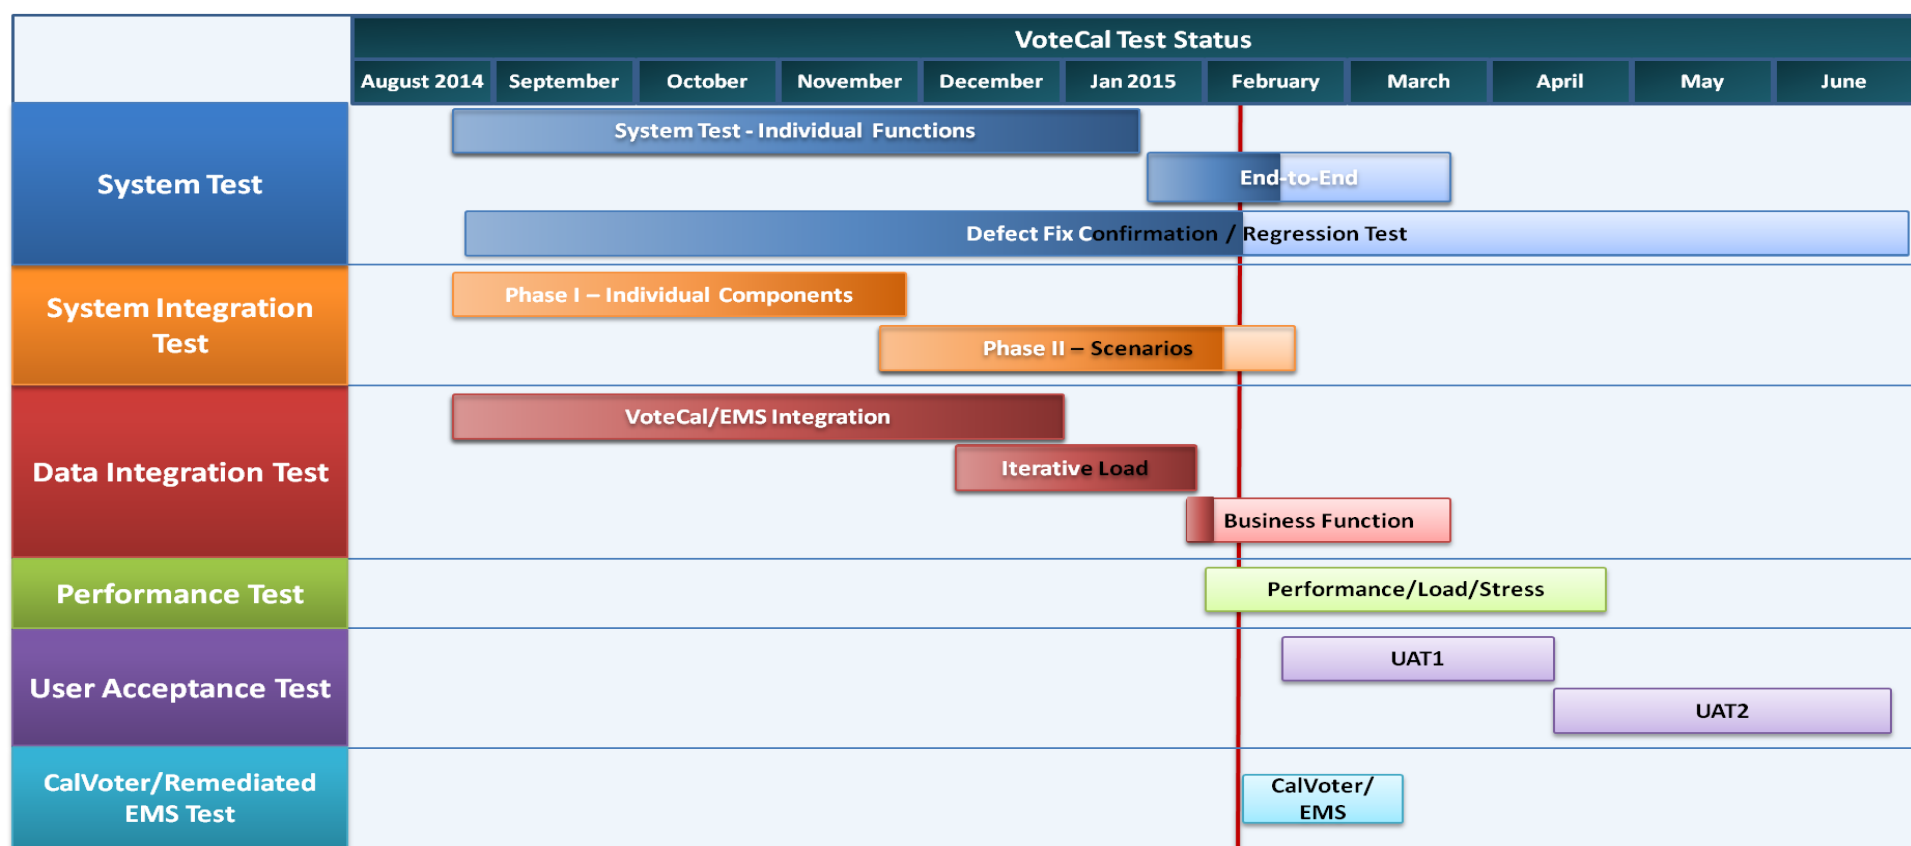 VoteCal Test Status
August 2014 September October November December Jan 2015 February March April May June
System Test
System Test - Individual Functions
End-to-End
Defect Fix Confirmation / Regression Test
System Integration
Test
Phase I – Individual Components
Phase II – Scenarios
Data Integration Test
VoteCal/EMS Integration
Iterative Load
Business Function
Performance Test
Performance/Load/Stress
User Acceptance Test
UAT1
UAT2
CalVoter/Remediated
EMS Test
CalVoter/
EMS